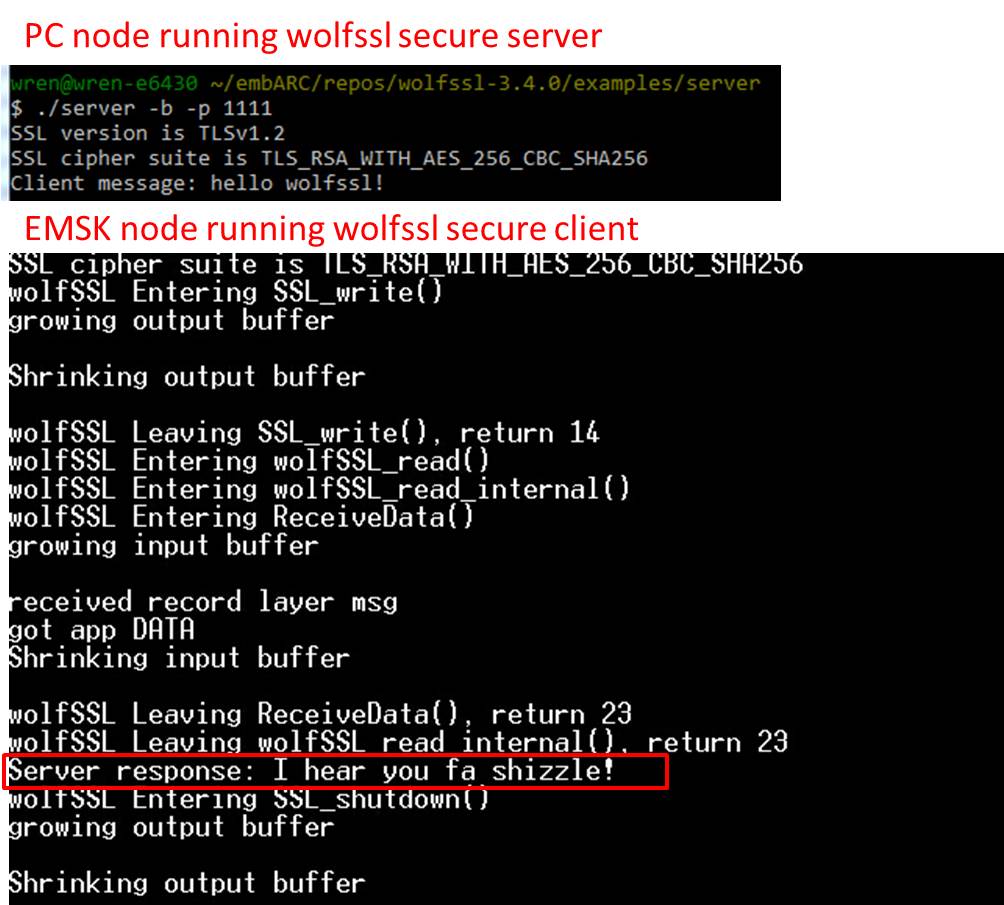 PC node running wolfssl secure server
wren@wren-e6430 ~/embARC/repos/wolfssl-3.4.0/examples/server
$ ./server -b -p 1111
SSL version is TLSv1.2
SSL cipher suite is TLS_RSA_WITH_AES_256_CBC_SHA256
Client message: hello wolfssl!
EMSK node running wolfssl secure client
SSL cipher suite is TLS_RSA_WITH_AES_256_CBC_SHA256
wolfSSL Entering SSL_write()
growing output buffer
Shrinking output buffer
wolfSSL Leaving SSL_write(), return 14
wolfSSL Entering wolfSSL_read()
wolfSSL Entering wolfSSL_read_internal()
wolfSSL Entering ReceiveData()
growing input buffer
received record layer msg
got app DATA
Shrinking input buffer
wolfSSL Leaving ReceiveData(), return 23
wolfSSL Leaving wolfSSL_read_internal(), return 23
Server response: I hear you fa shizzle!
wolfSSL Entering SSL_shutdown()
growing output buffer
Shrinking output buffer